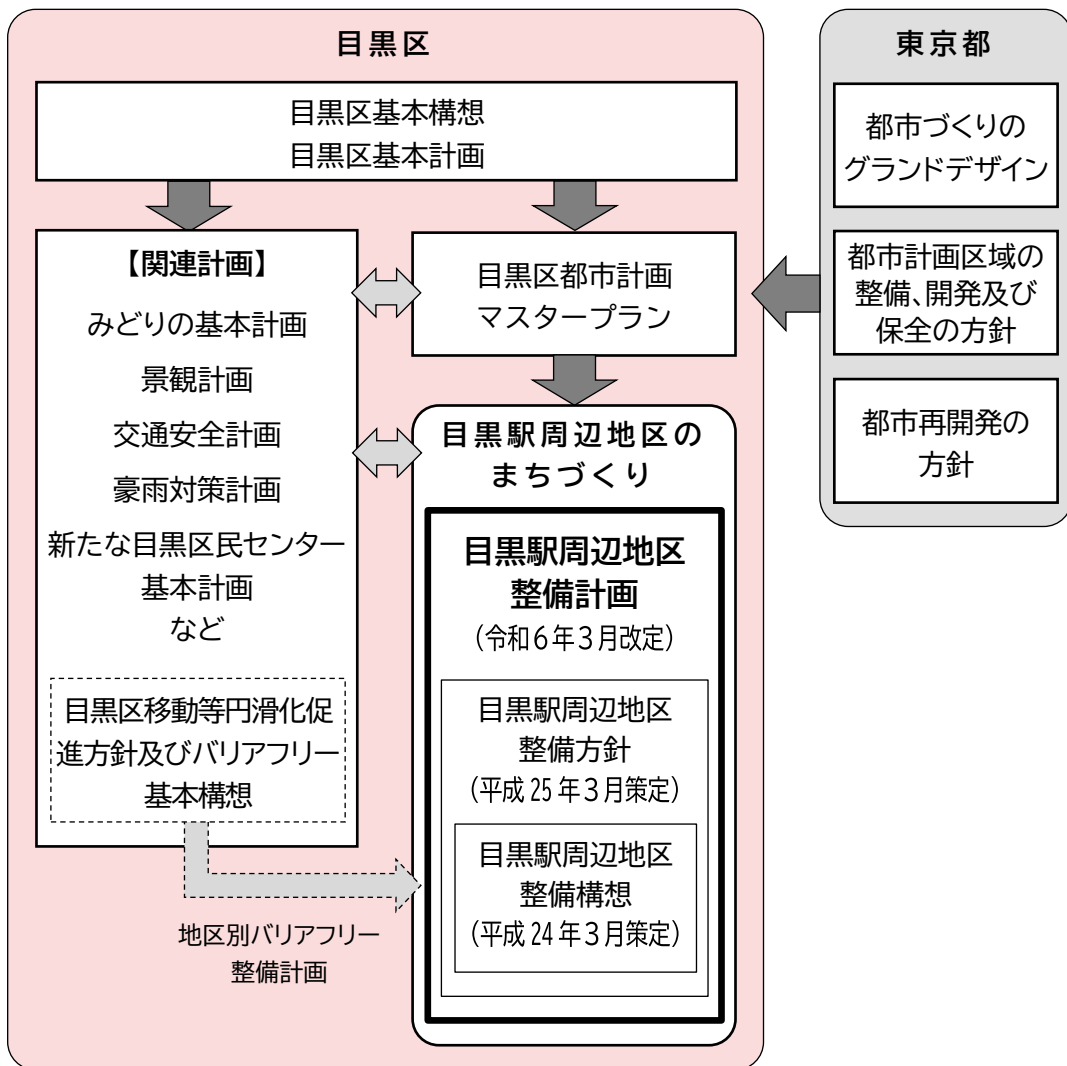 目黒区
目黒区基本構想
目黒区基本計画
【関連計画】
みどりの基本計画
景観計画
交通安全計画
豪雨対策計画
新たな目黒区民センター
基本計画
など
目黒区移動等円滑化促
進方針及びバリアフリー
基本構想
地区別バリアフリー
整備計画
目黒区都市計画
マスタープラン
目黒駅周辺地区の
まちづくり
目黒駅周辺地区
整備計画
(令和6年3月改定)
目黒駅周辺地区
整備方針
(平成25年3月策定)
目黒駅周辺地区
整備構想
(平成24年3月策定)
東京都
都市づくりの
グランドデザイン
都市計画区域の
整備、開発及び
保全の方針
都市再開発の
方針